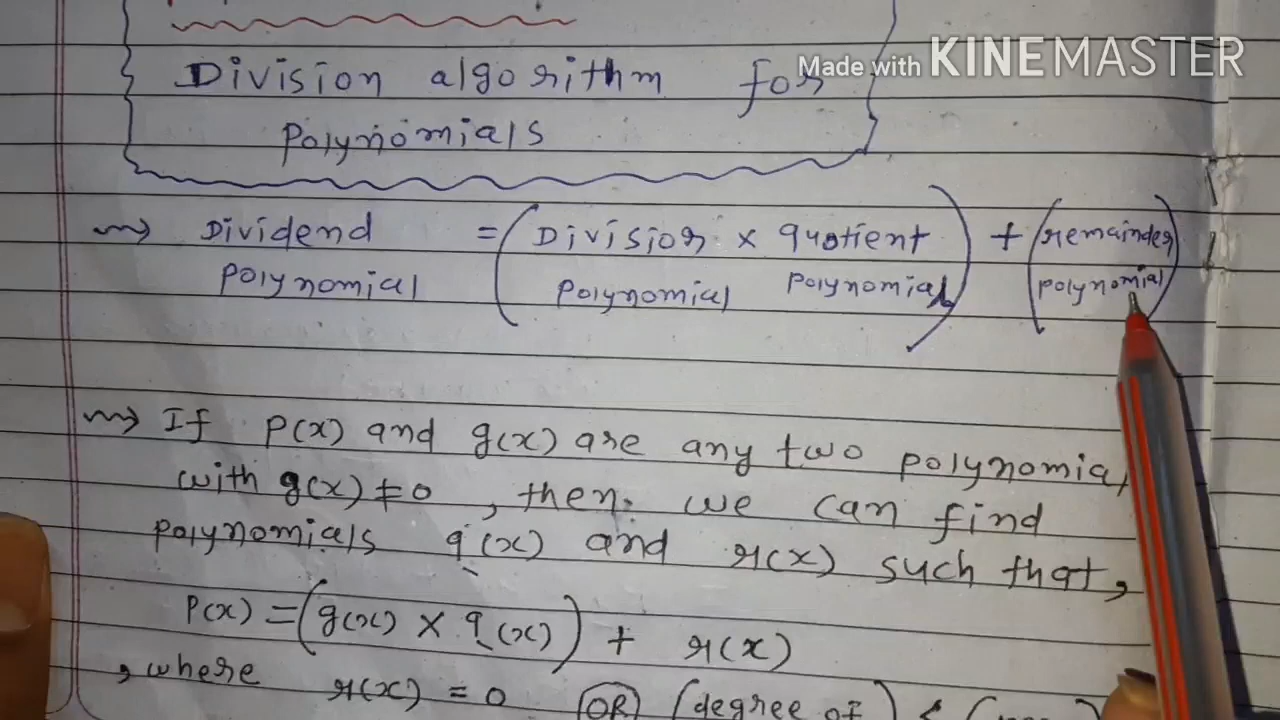 Made with KINEMASTER
Division algorithm for
polynomials
⇝ Dividend = (Division × quotient) + (remainder
polynomial polynomial polynomial polynomial)
⇝ If P(x) and g(x) are any two polynomial
with g(x) ≠ 0, then. we can find
polynomials q(x) and r(x) such that,
P(x) = (g(x) × q(x)) + r(x)
, where r(x) = 0 OR (degree of) < (